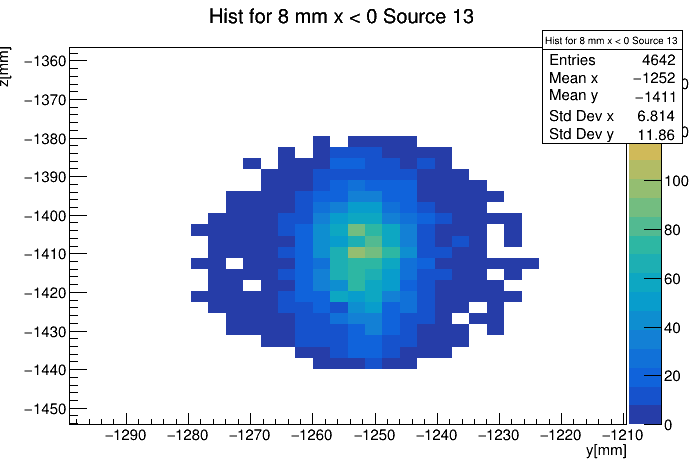 Hist for 8 mm x < 0 Source 13
z[mm]
Hist for 8 mm x < 0 Source 13
Entries 4642
Mean x −1252
Mean y −1411
Std Dev x 6.814
Std Dev y 11.86
−1360
−1370
−1380
−1390
−1400
−1410
−1420
−1430
−1440
−1450
100
80
60
40
20
0
−1290
−1280
−1270
−1260
−1250
−1240
−1230
−1220
−1210
y[mm]